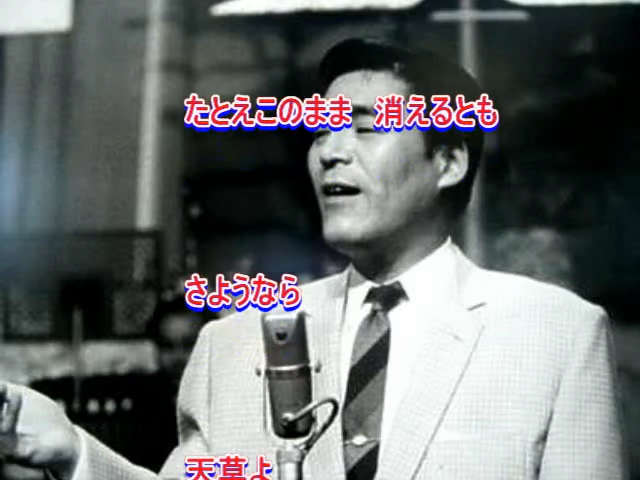 たとえこのまま　消えるとも
さようなら
天草よ